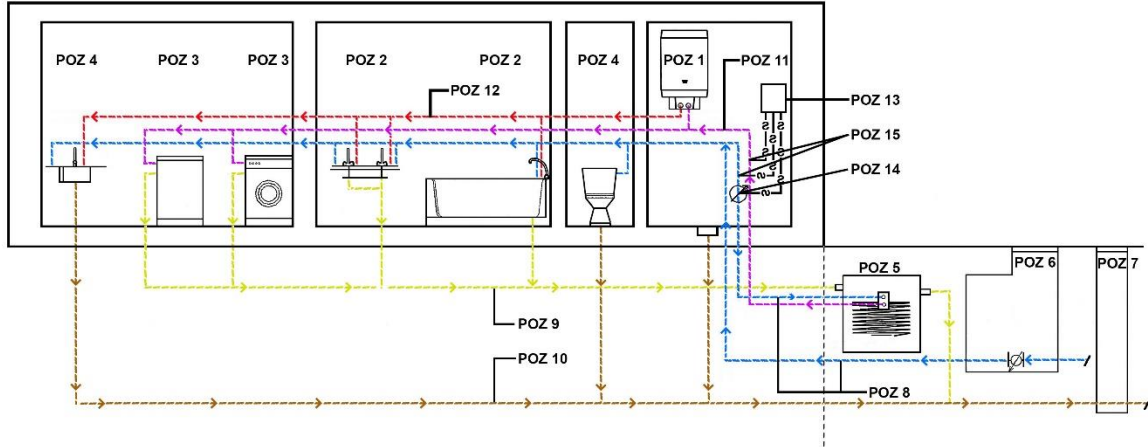 POZ 4
POZ 3
POZ 3
POZ 2
POZ 2
POZ 4
POZ 1
POZ 11
POZ 12
POZ 13
POZ 15
POZ 14
S
S
S
S
S
S
S
S
S
POZ 5
POZ 6
POZ 7
POZ 9
POZ 10
POZ 8